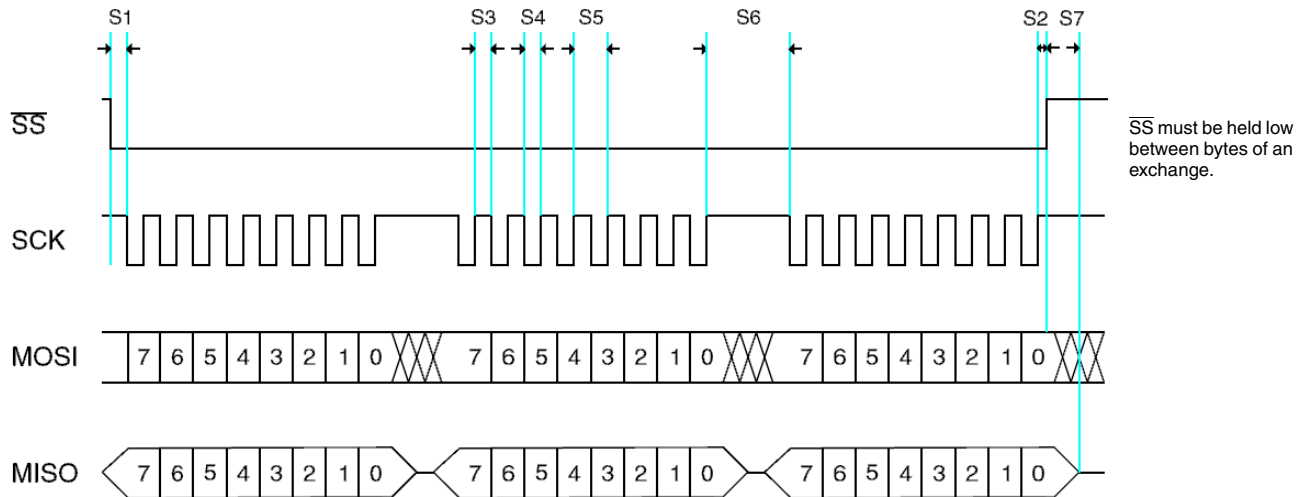 S1 S3 S4 S5 S6 S2 S7
SS
SS must be held low
between bytes of an
exchange.
SCK
MOSI 7 6 5 4 3 2 1 0 7 6 5 4 3 2 1 0 7 6 5 4 3 2 1 0
MISO 7 6 5 4 3 2 1 0 7 6 5 4 3 2 1 0 7 6 5 4 3 2 1 0